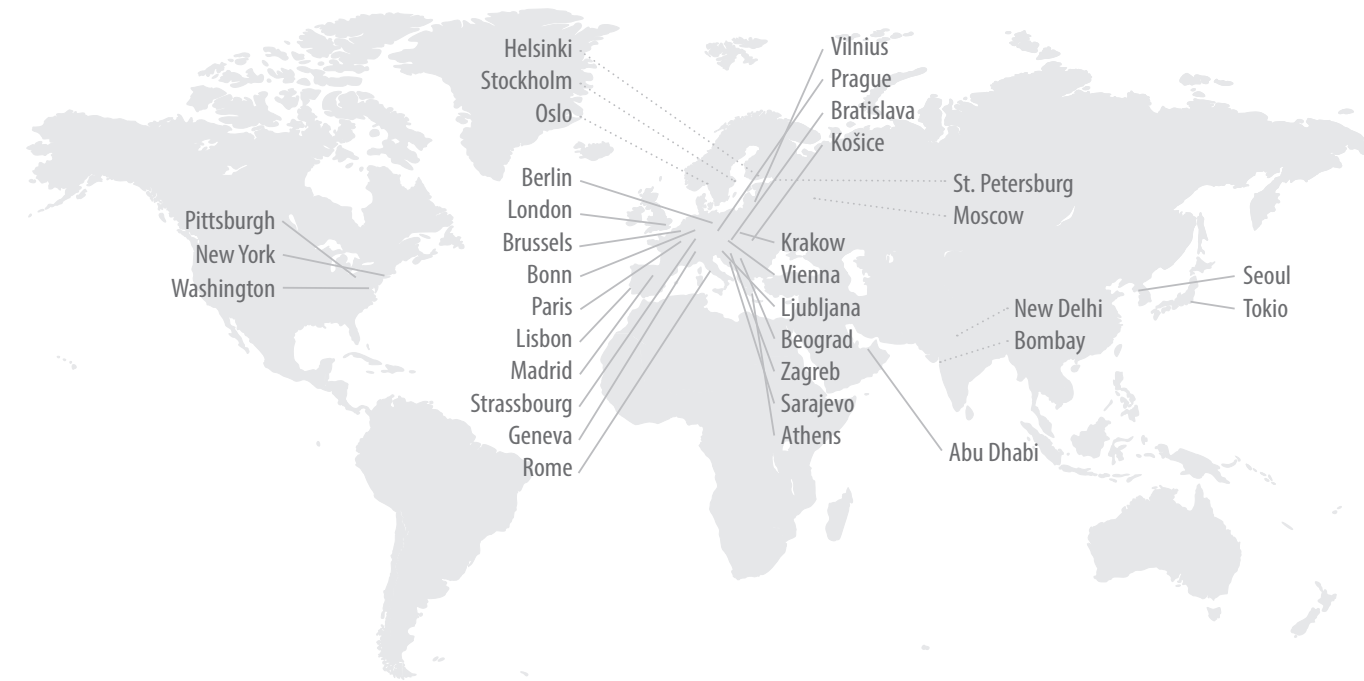 Helsinki
Stockholm
Oslo
Vilnius
Prague
Bratislava
Košice
Berlin
London
Brussels
Bonn
Paris
Lisbon
Madrid
Strassbourg
Geneva
Rome
Pittsburgh
New York
Washington
St. Petersburg
Moscow
Krakow
Vienna
Ljubljana
Beograd
Zagreb
Sarajevo
Athens
New Delhi
Bombay
Abu Dhabi
Seoul
Tokio